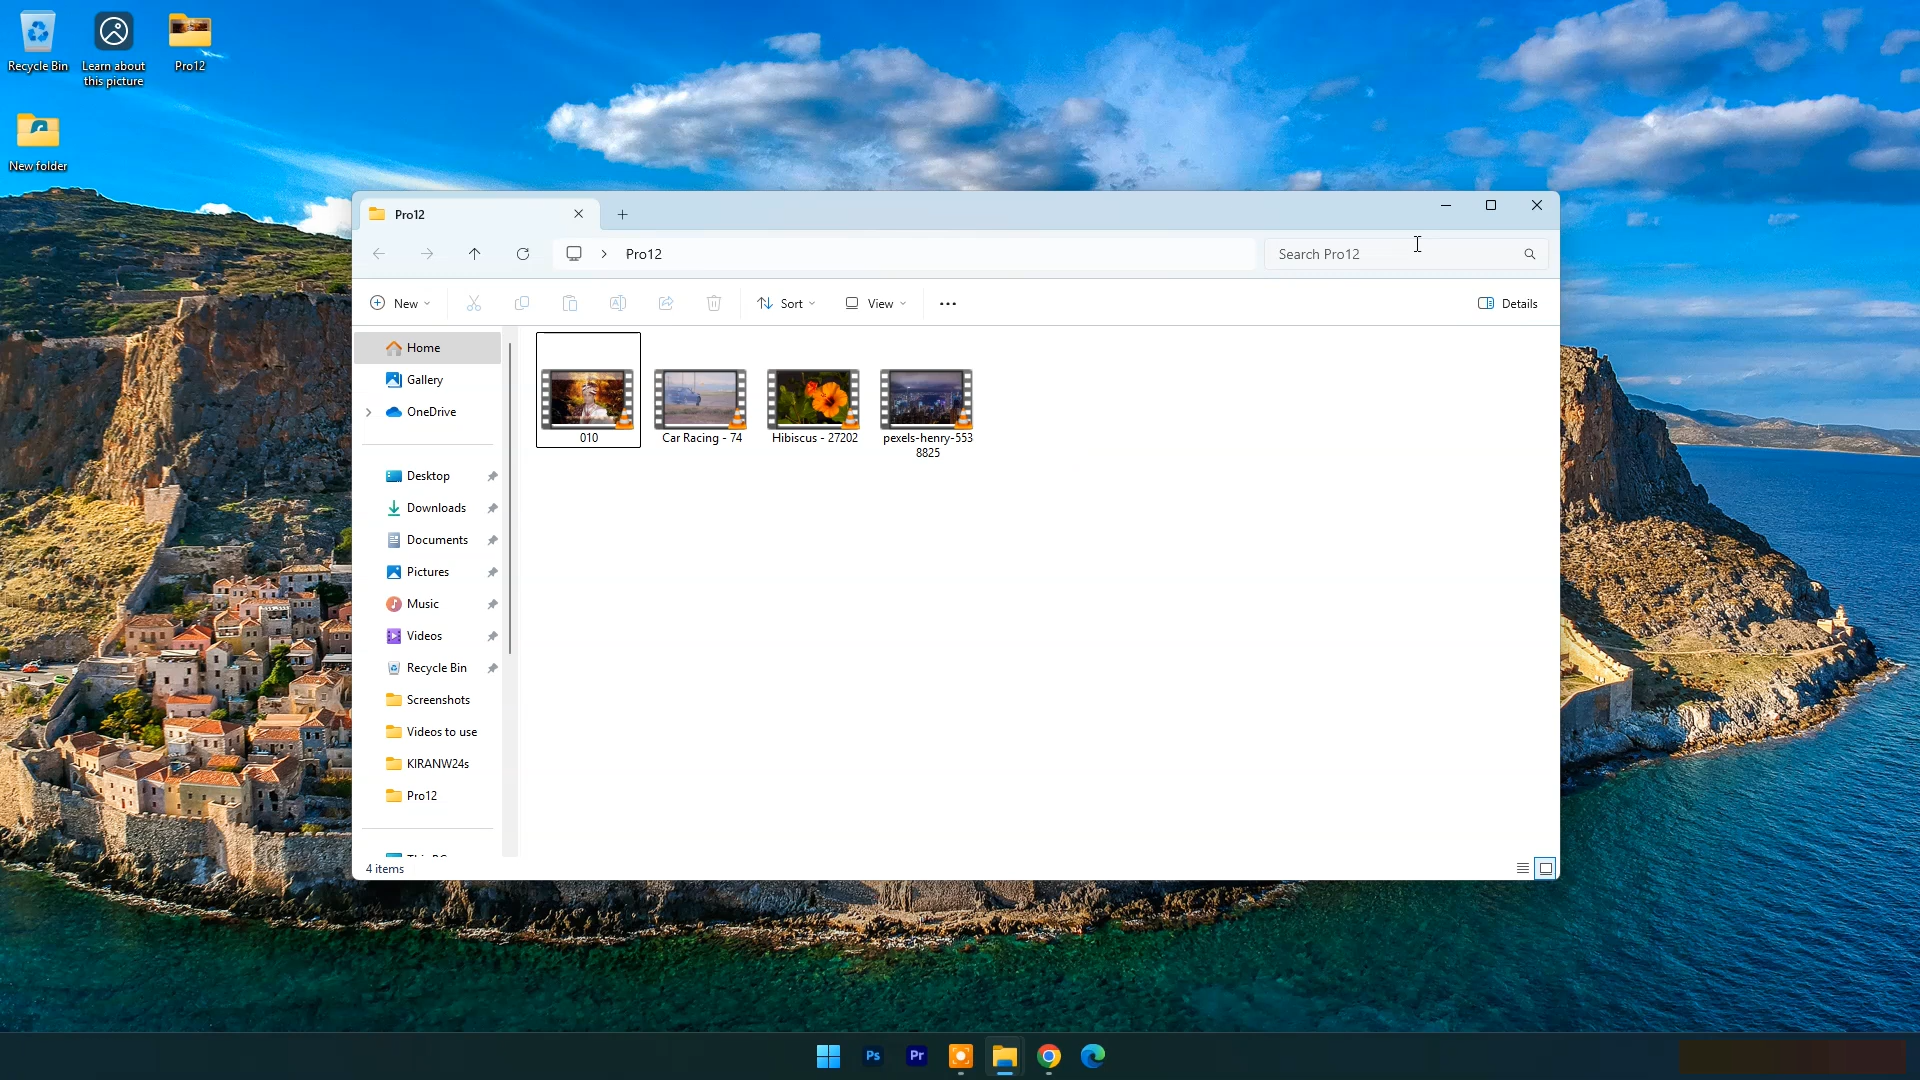 Recycle Bin
Learn about
this picture
Pro12
New folder
Pro12
Pro12
Search Pro12
New
Sort
View
Details
Home
Gallery
OneDrive
Desktop
Downloads
Documents
Pictures
Music
Videos
Recycle Bin
Screenshots
Videos to use
KIRANW24s
Pro12
010
Car Racing - 74
Hibiscus - 27202
pexels-henry-553
8825
4 items
Ps
Pr